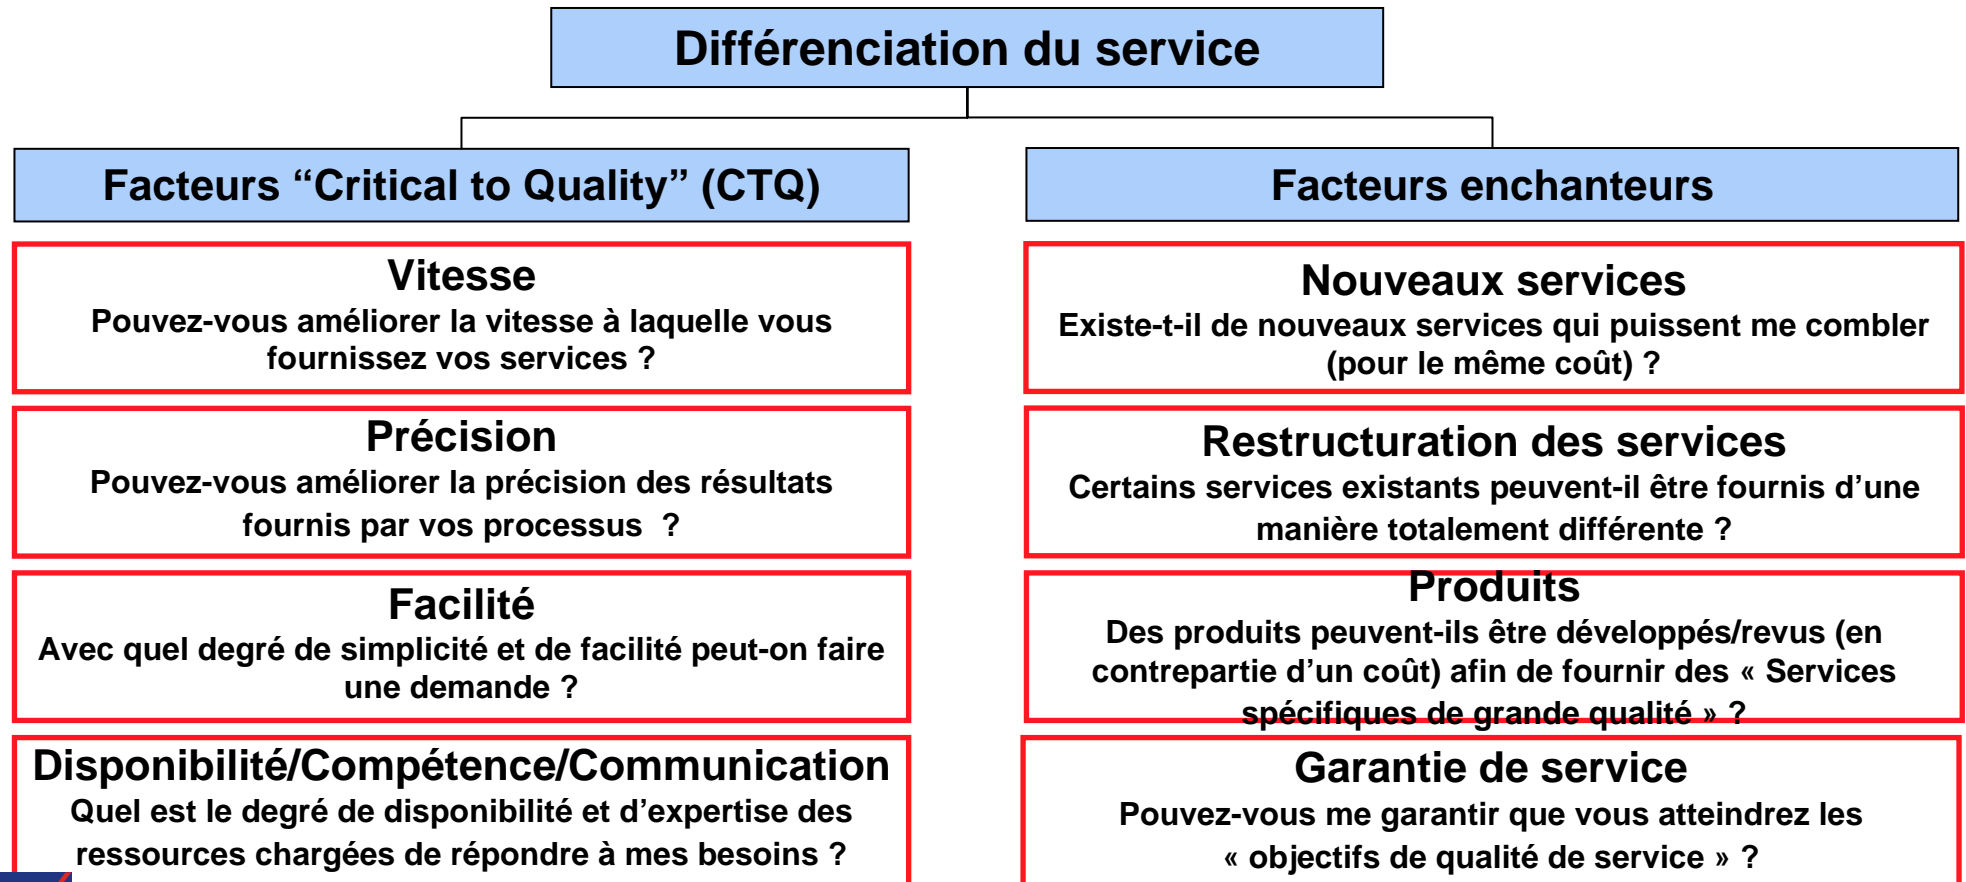 Différenciation du service
Facteurs “Critical to Quality” (CTQ)
Vitesse
Pouvez-vous améliorer la vitesse à laquelle vous
fournissez vos services ?
Précision
Pouvez-vous améliorer la précision des résultats
fournis par vos processus  ?
Facilité
Avec quel degré de simplicité et de facilité peut-on faire
une demande ?
Disponibilité/Compétence/Communication
Quel est le degré de disponibilité et d’expertise des
ressources chargées de répondre à mes besoins ?
Facteurs enchanteurs
Nouveaux services
Existe-t-il de nouveaux services qui puissent me combler
(pour le même coût) ?
Restructuration des services
Certains services existants peuvent-il être fournis d’une
manière totalement différente ?
Produits
Des produits peuvent-ils être développés/revus (en
contrepartie d’un coût) afin de fournir des « Services
spécifiques de grande qualité » ?
Garantie de service
Pouvez-vous me garantir que vous atteindrez les
« objectifs de qualité de service » ?